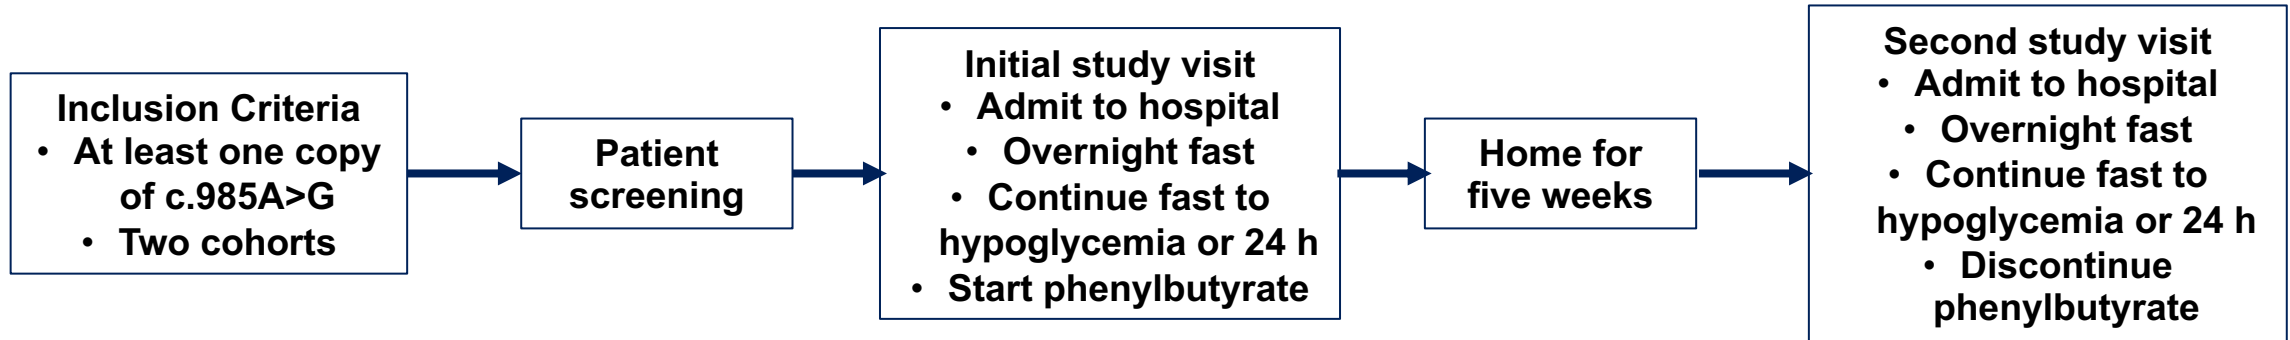 Inclusion Criteria
• At least one copy
of c.985A>G
• Two cohorts
Patient
screening
Initial study visit
• Admit to hospital
• Overnight fast
• Continue fast to
hypoglycemia or 24 h
• Start phenylbutyrate
Home for
five weeks
Second study visit
• Admit to hospital
• Overnight fast
• Continue fast to
hypoglycemia or 24 h
• Discontinue
phenylbutyrate